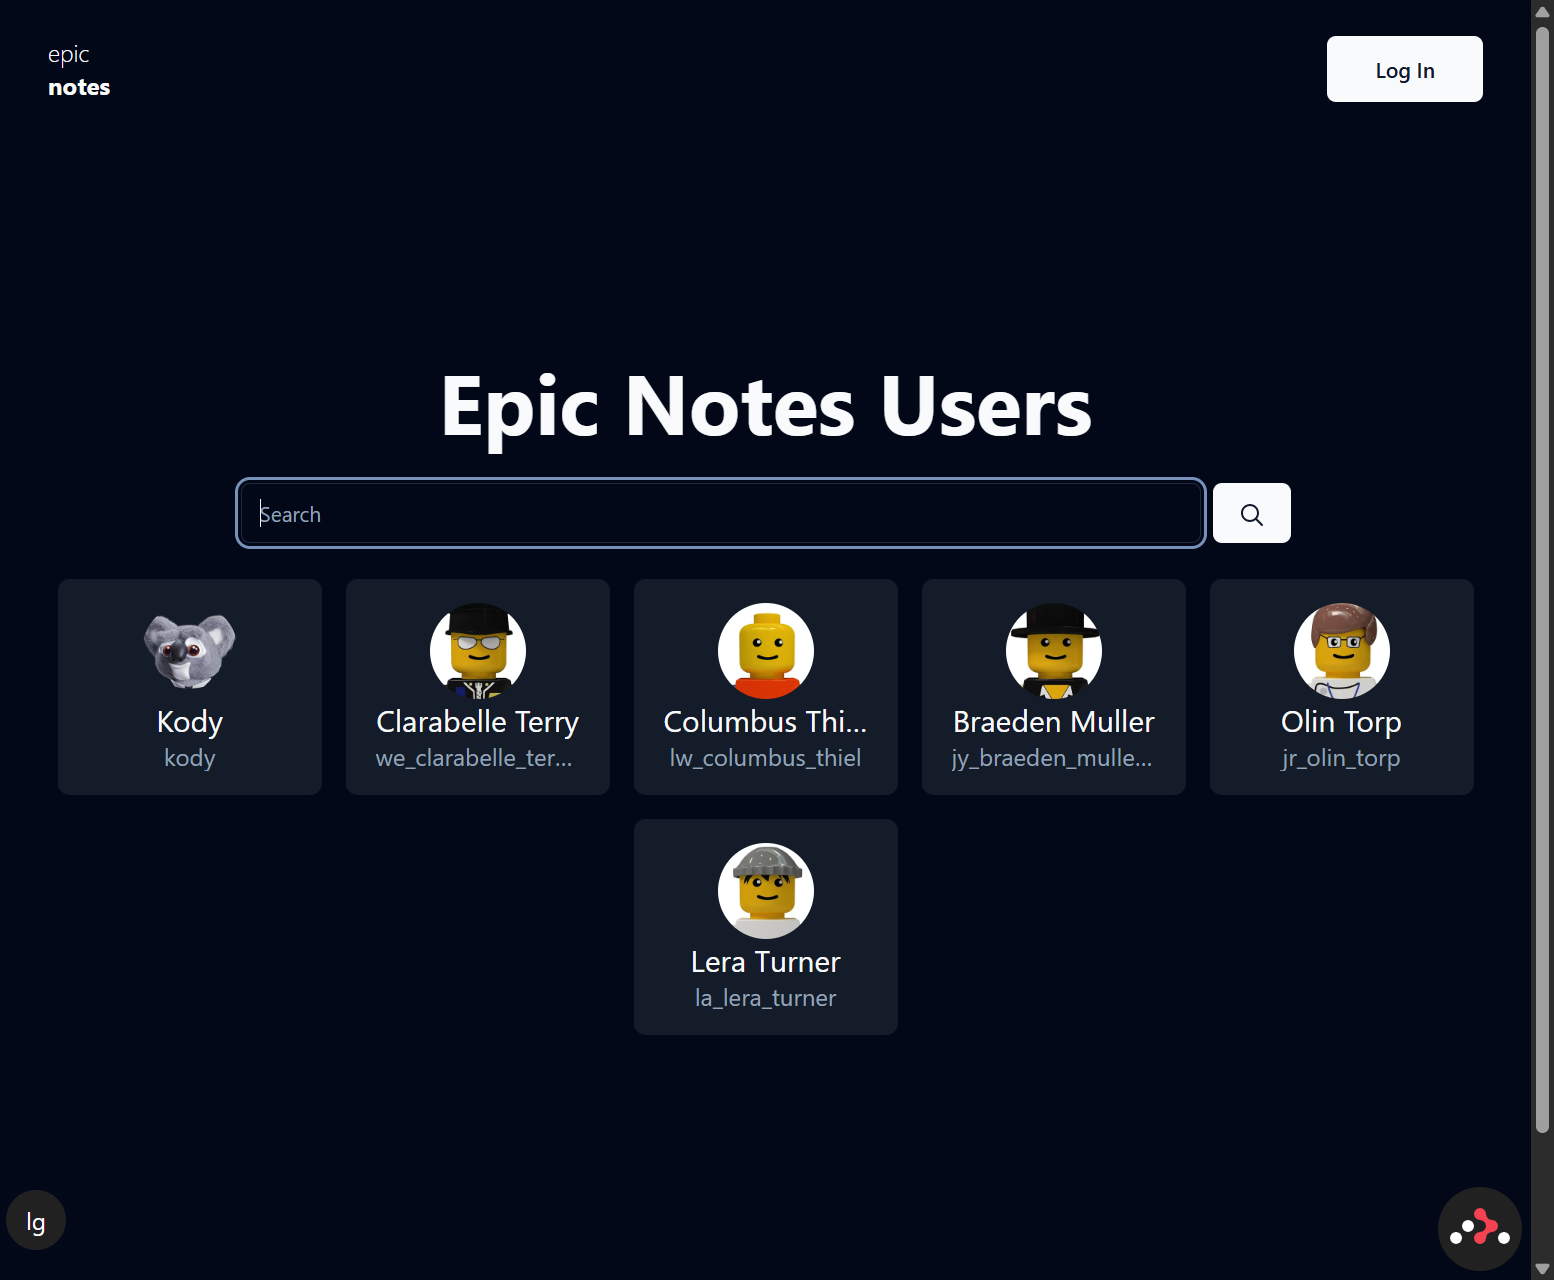 epic
notes
Log In
Epic Notes Users
Search
Kody
kody
Clarabelle Terry
we_clarabelle_ter...
Columbus Thi...
lw_columbus_thiel
Braeden Muller
jy_braeden_mulle...
Olin Torp
jr_olin_torp
Lera Turner
la_lera_turner
lg